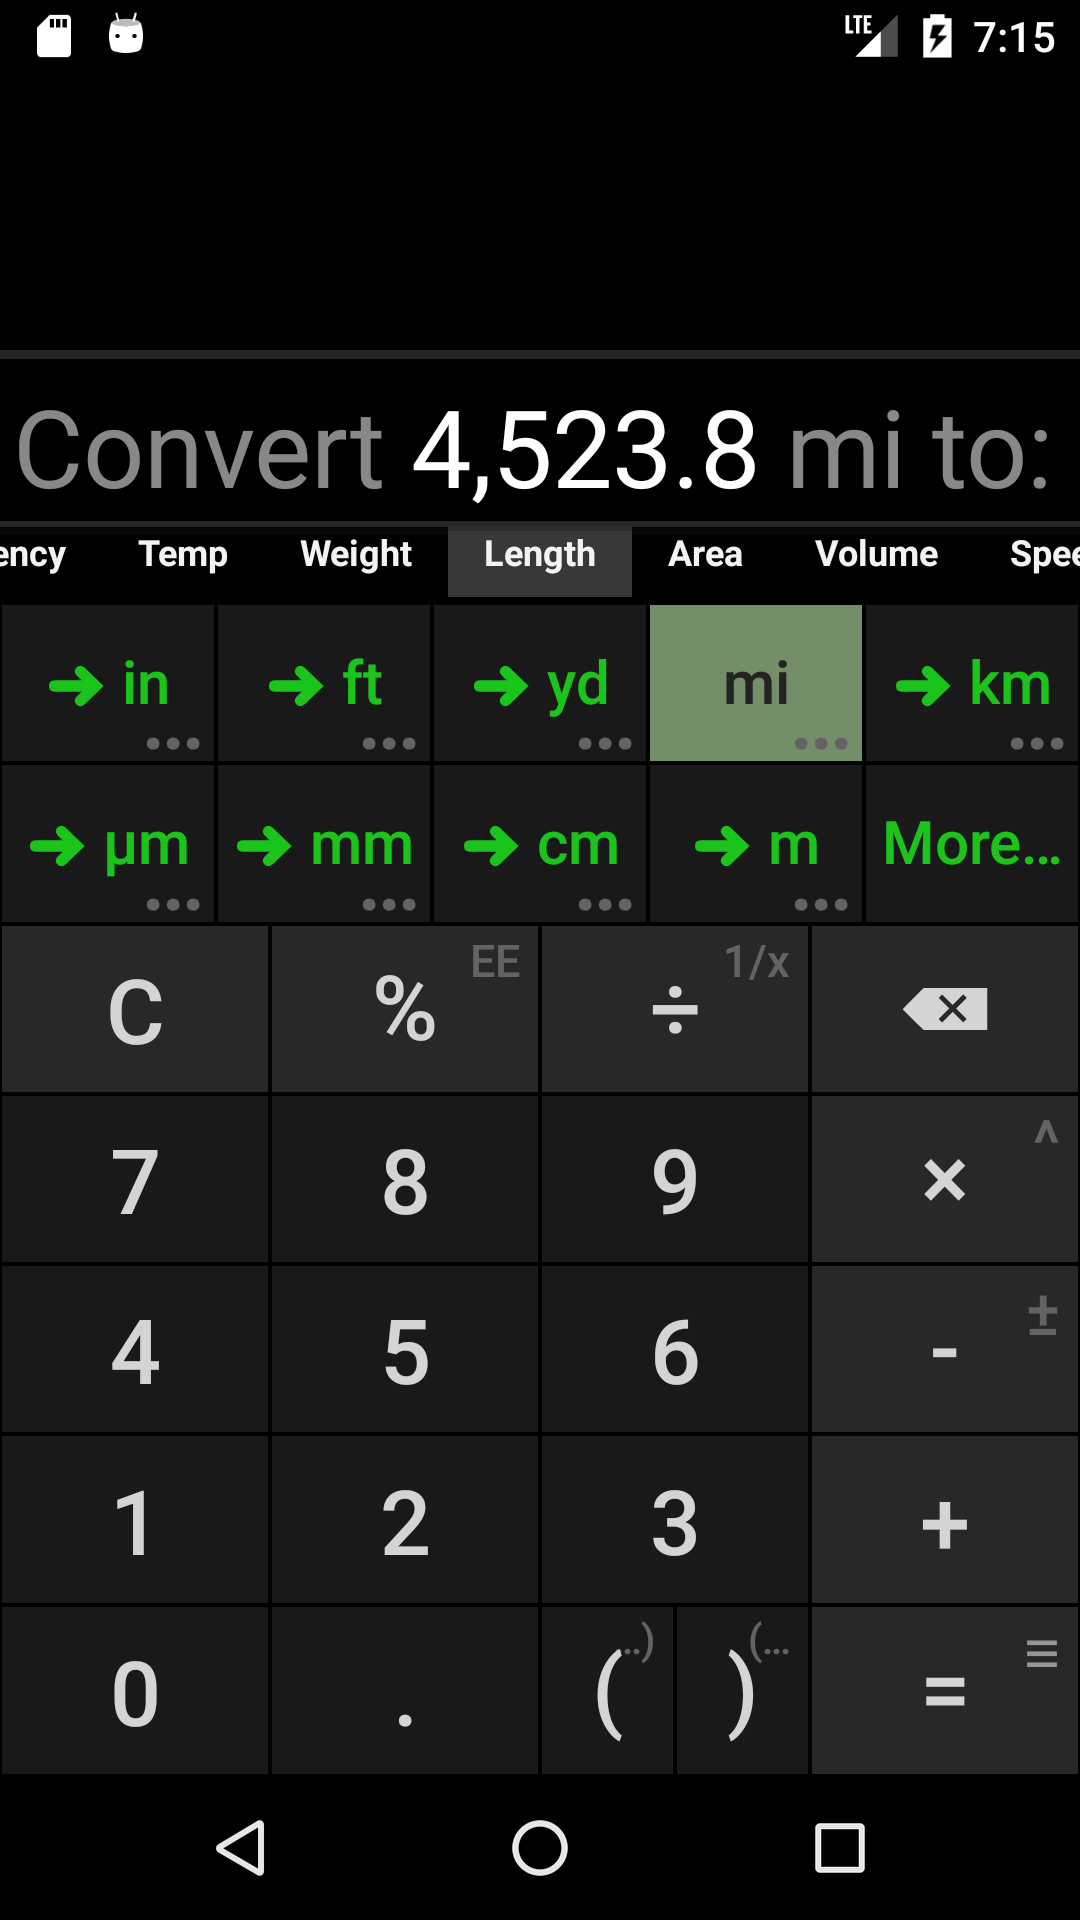 LTE 7:15
Convert 4,523.8 mi to:
ency Temp Weight Length Area Volume Spee
→ in → ft → yd mi → km
→ µm → mm → cm → m More...
C % EE ÷ 1/x
7 8 9 × ^
4 5 6 - ±
1 2 3 +
0 . ( ..) ) (... =